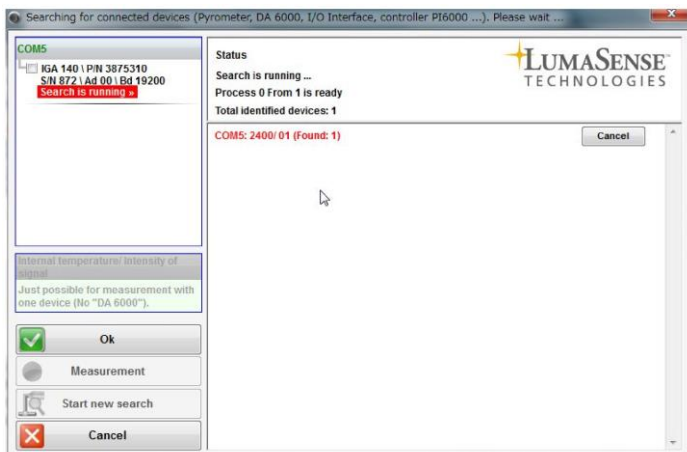 Searching for connected devices (Pyrometer, DA 6000, I/O Interface, controller PI6000 ...). Please wait ...
COM5
IGA 140 \ P/N 3875310
S/N 872 \ Ad 00 \ Bd 19200
Search is running »
Internal temperature/ Intensity of
signal
Just possible for measurement with
one device (No "DA 6000").
Ok
Measurement
Start new search
Cancel
Status
Search is running ...
Process 0 From 1 is ready
Total identified devices: 1
LUMASENSE
TECHNOLOGIES
COM5: 2400/ 01 (Found: 1)
Cancel